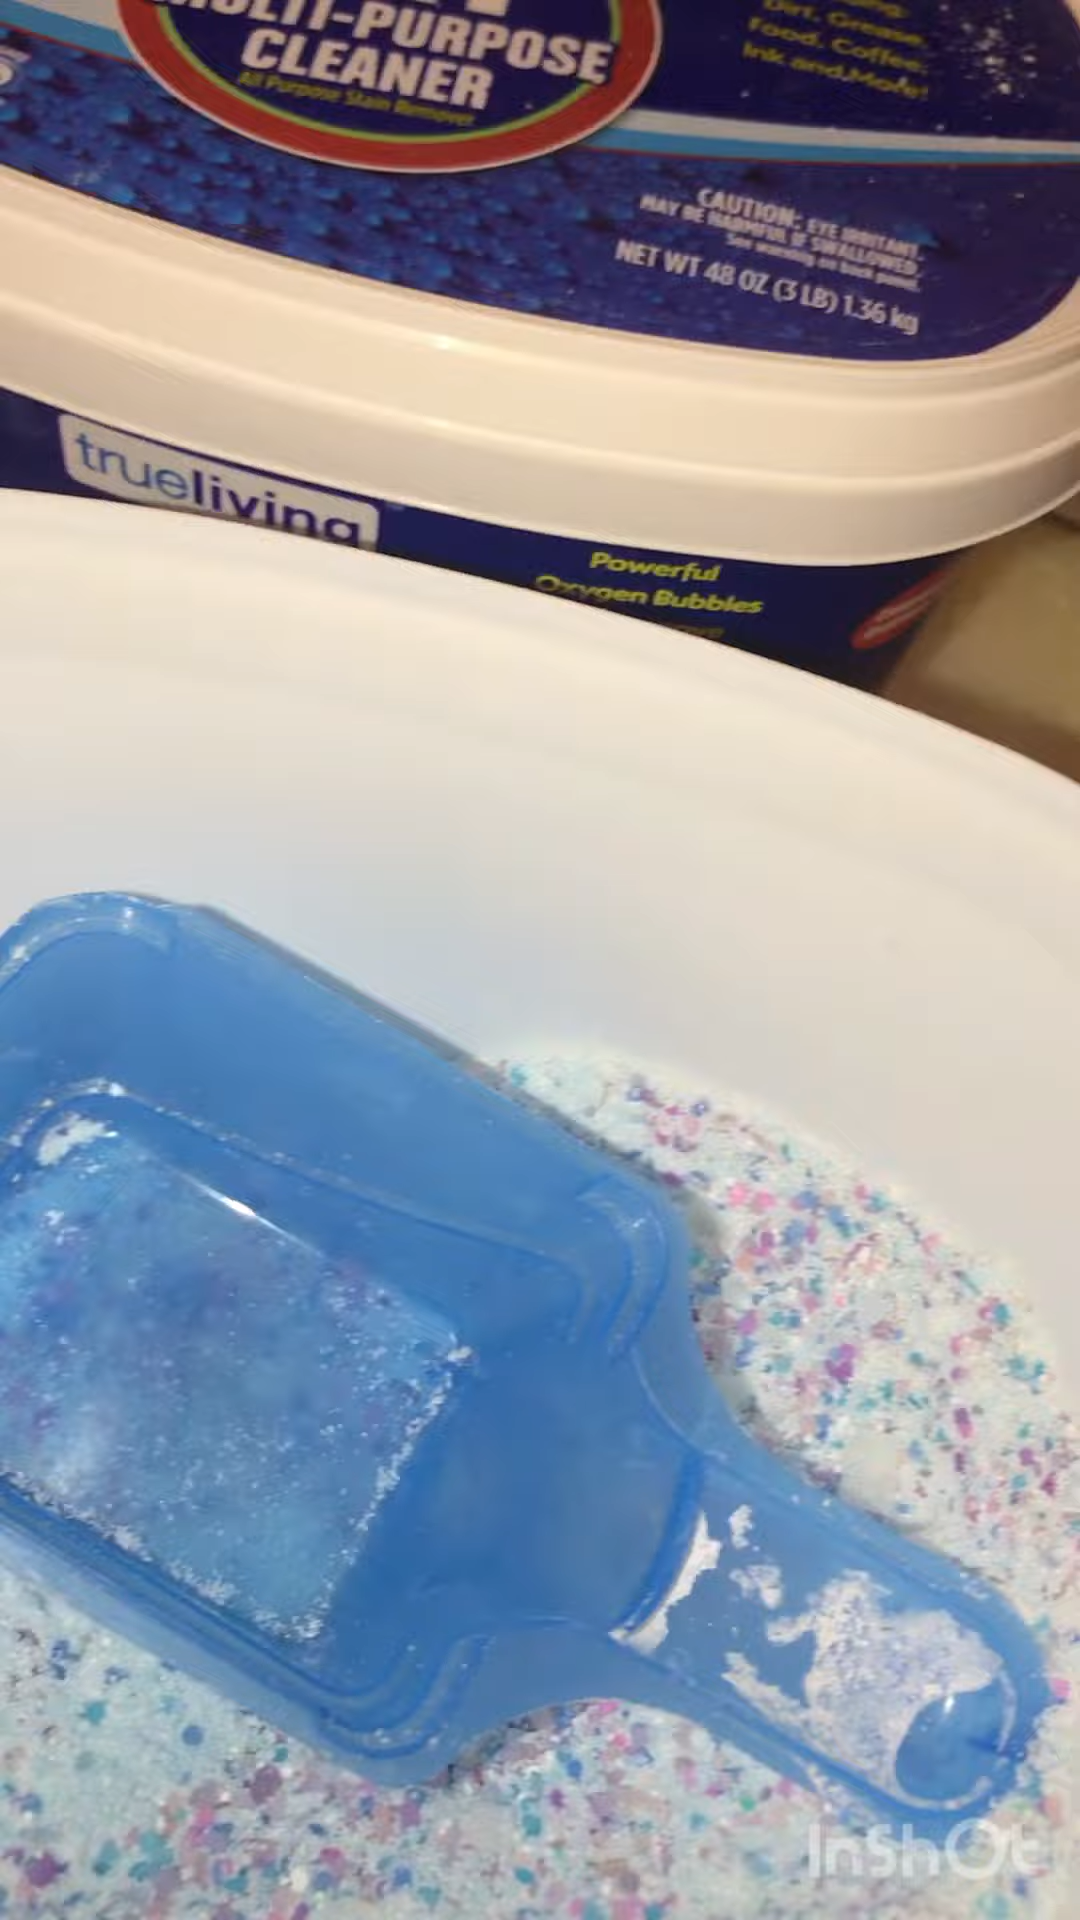 MULTI-PURPOSE
CLEANER
All Purpose Stain Remover
Dirt, Grease,
Food, Coffee,
Ink and More!
CAUTION: EYE IRRITANT.
MAY BE HARMFUL IF SWALLOWED.
See warning on back panel.
NET WT 48 OZ (3 LB) 1.36 kg
trueliving
Powerful
Oxygen Bubbles
InShOt